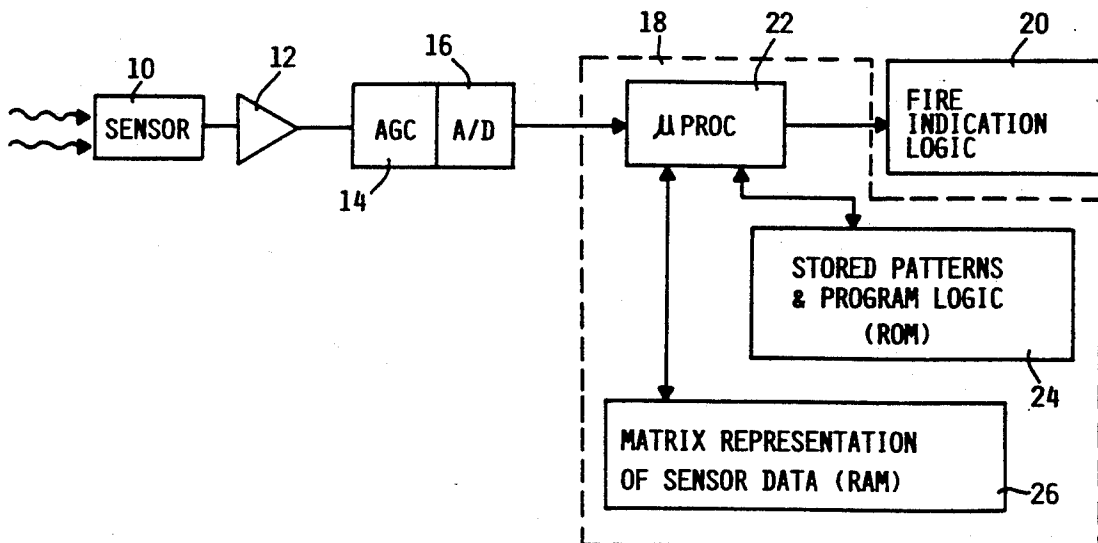 18
20
16
22
12
10
SENSOR
AGC
A/D
µPROC
FIRE
INDICATION
LOGIC
14
STORED PATTERNS
& PROGRAM LOGIC
(ROM)
24
MATRIX REPRESENTATION
OF SENSOR DATA (RAM)
26